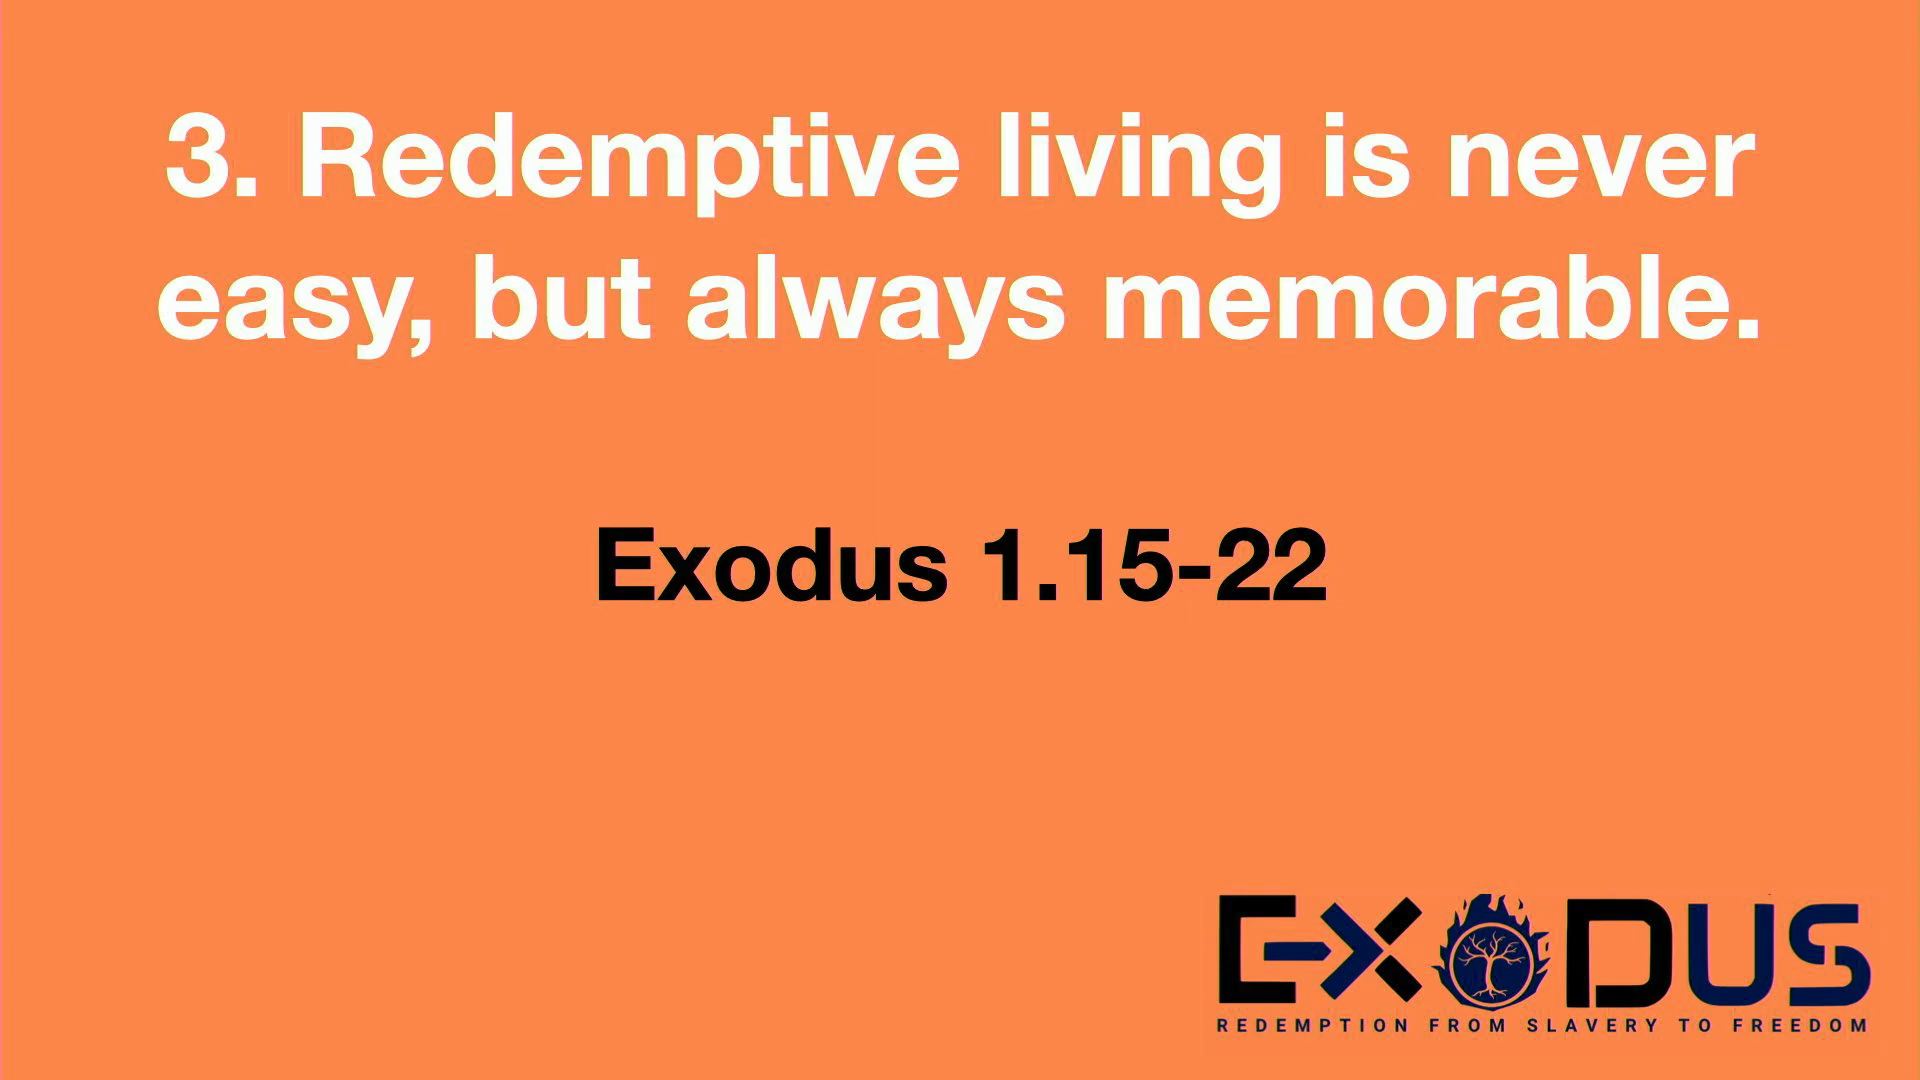 3. Redemptive living is never
easy, but always memorable.
Exodus 1.15-22
EXODUS
REDEMPTION FROM SLAVERY TO FREEDOM